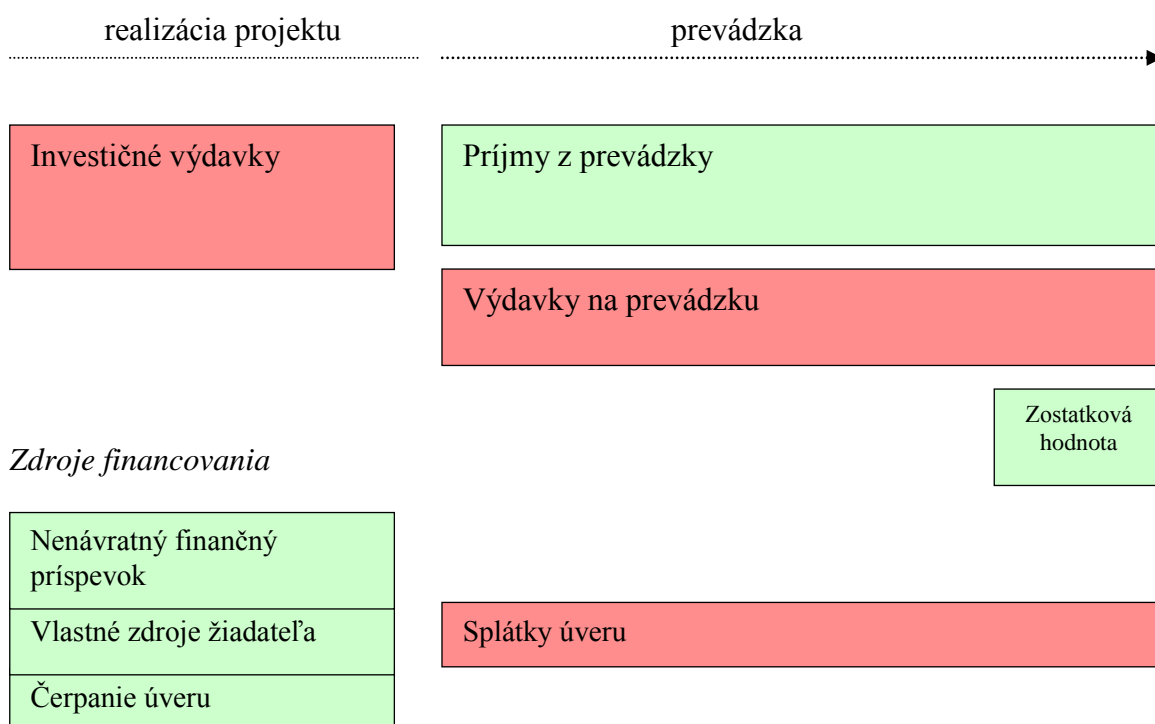 realizácia projektu
prevádzka
Investičné výdavky
Príjmy z prevádzky
Výdavky na prevádzku
Zostatková
hodnota
Zdroje financovania
Nenávratný finančný
príspevok
Vlastné zdroje žiadateľa
Splátky úveru
Čerpanie úveru